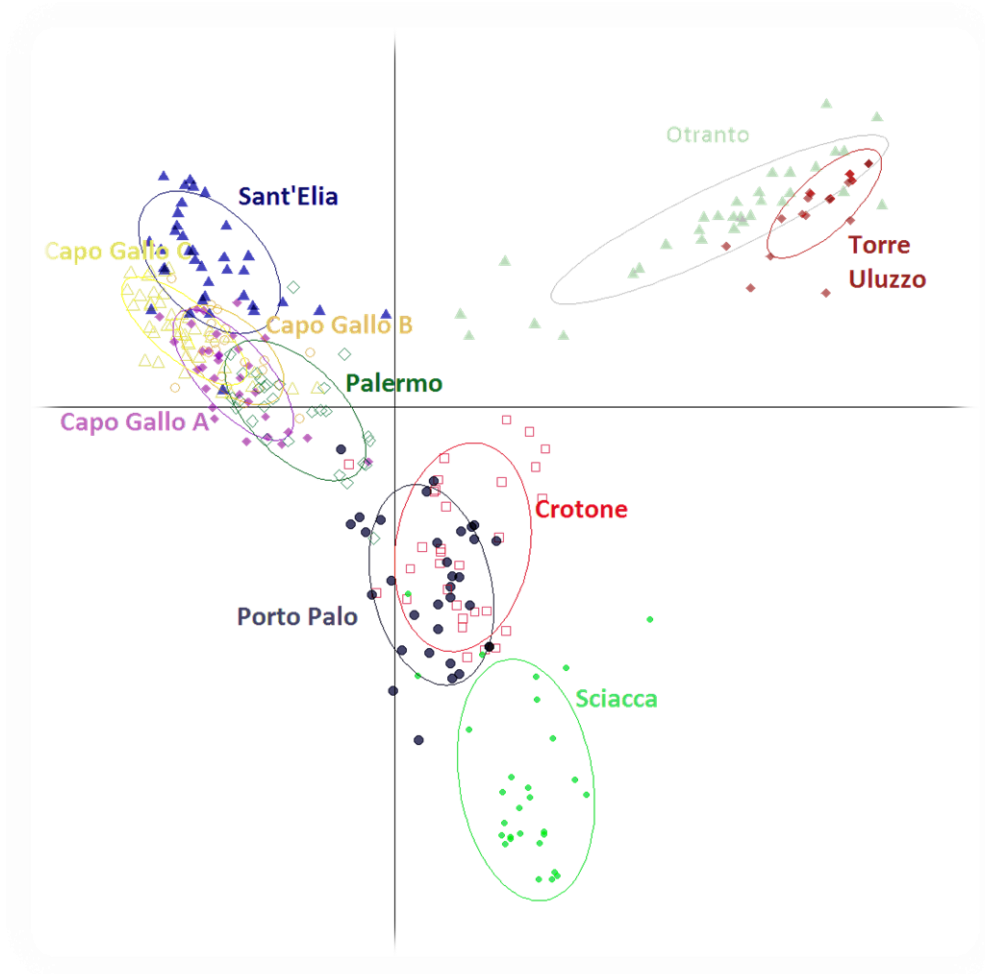 Otranto
Sant'Elia
Capo Gallo C
Torre
Uluzzo
Capo Gallo B
Palermo
Capo Gallo A
Crotone
Porto Palo
Sciacca